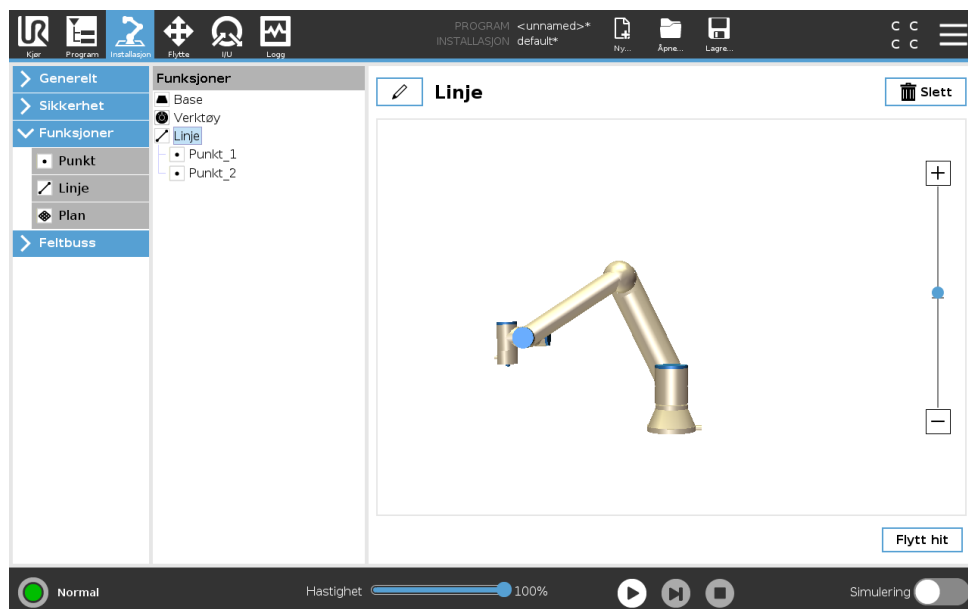 PROGRAM <unnamed>*
INSTALLASJON default*
C C
C C
Kjør
Program
Installasjon
Flytte
I/U
Logg
Ny...
Åpne...
Lagre...
Generelt
Sikkerhet
Funksjoner
Punkt
Linje
Plan
Feltbuss
Funksjoner
Base
Verktøy
Linje
Punkt_1
Punkt_2
Linje
Slett
Flytt hit
Normal
Hastighet
100%
Simulering